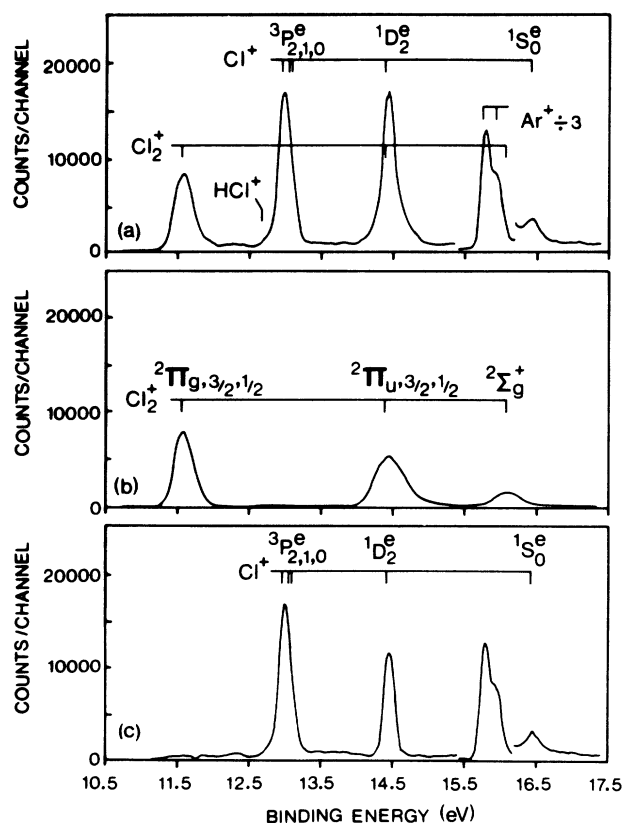 COUNTS/CHANNEL
20000
10000
0
Cl⁺
³Pᵉ₂,₁,₀
¹Dᵉ₂
¹Sᵉ₀
Cl₂⁺
HCl⁺
Ar⁺÷3
(a)
COUNTS/CHANNEL
20000
10000
0
Cl₂⁺
²Πg,3/2,1/2
²Πu,3/2,1/2
²Σg⁺
(b)
COUNTS/CHANNEL
20000
10000
0
Cl⁺
³Pᵉ₂,₁,₀
¹Dᵉ₂
¹Sᵉ₀
(c)
10.5 11.5 12.5 13.5 14.5 15.5 16.5 17.5
BINDING ENERGY (eV)